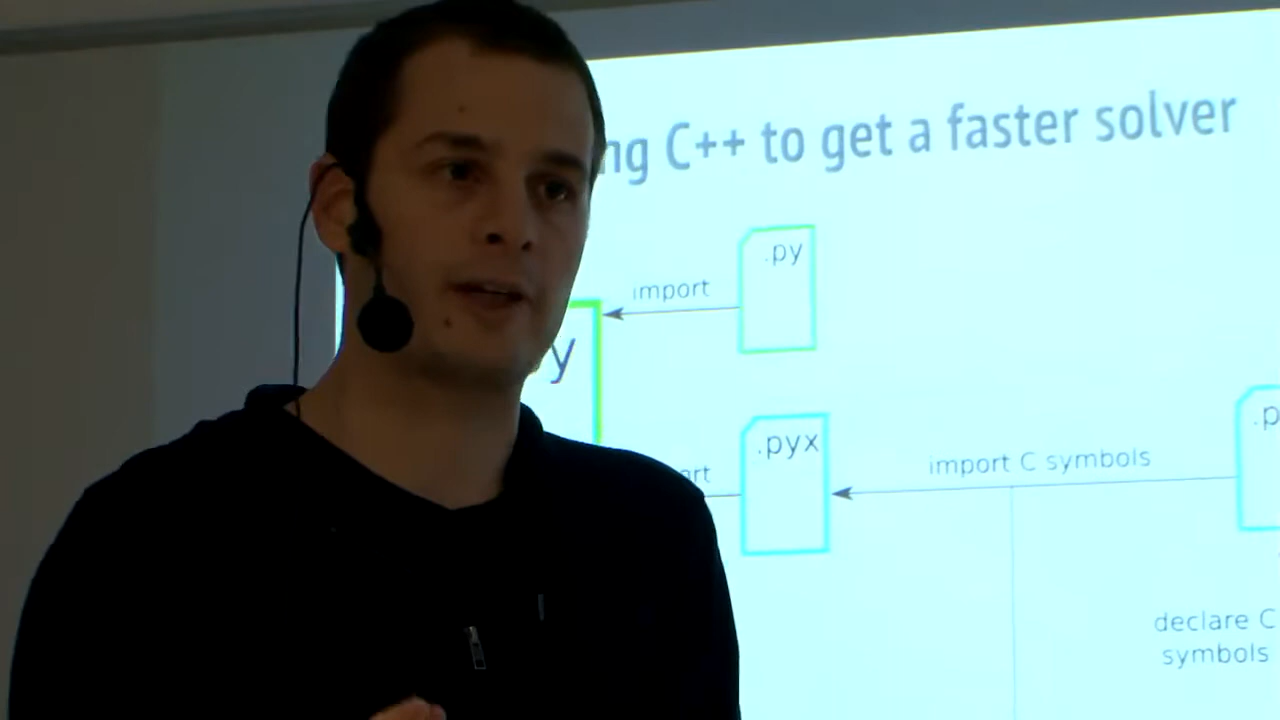 ng C++ to get a faster solver
.py
import
y
.pyx
import C symbols
.p
rt
declare C
symbols